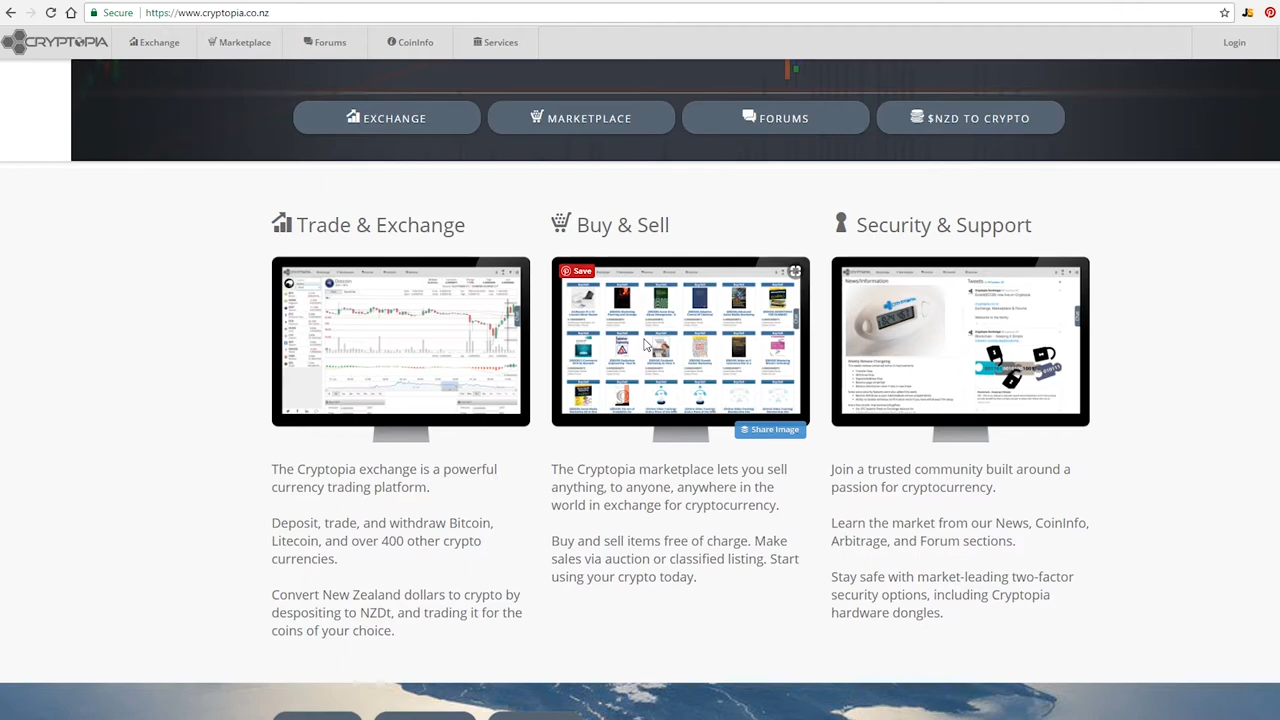 Secure
https://www.cryptopia.co.nz
CRYPTOPIA
Exchange
Marketplace
Forums
CoinInfo
Services
Login
EXCHANGE
MARKETPLACE
FORUMS
$NZD TO CRYPTO
Trade & Exchange
Buy & Sell
Security & Support
Save
News/Information
Tweets
Share Image
The Cryptopia exchange is a powerful
currency trading platform.
Deposit, trade, and withdraw Bitcoin,
Litecoin, and over 400 other crypto
currencies.
Convert New Zealand dollars to crypto by
despositing to NZDt, and trading it for the
coins of your choice.
The Cryptopia marketplace lets you sell
anything, to anyone, anywhere in the
world in exchange for cryptocurrency.
Buy and sell items free of charge. Make
sales via auction or classified listing. Start
using your crypto today.
Join a trusted community built around a
passion for cryptocurrency.
Learn the market from our News, CoinInfo,
Arbitrage, and Forum sections.
Stay safe with market-leading two-factor
security options, including Cryptopia
hardware dongles.